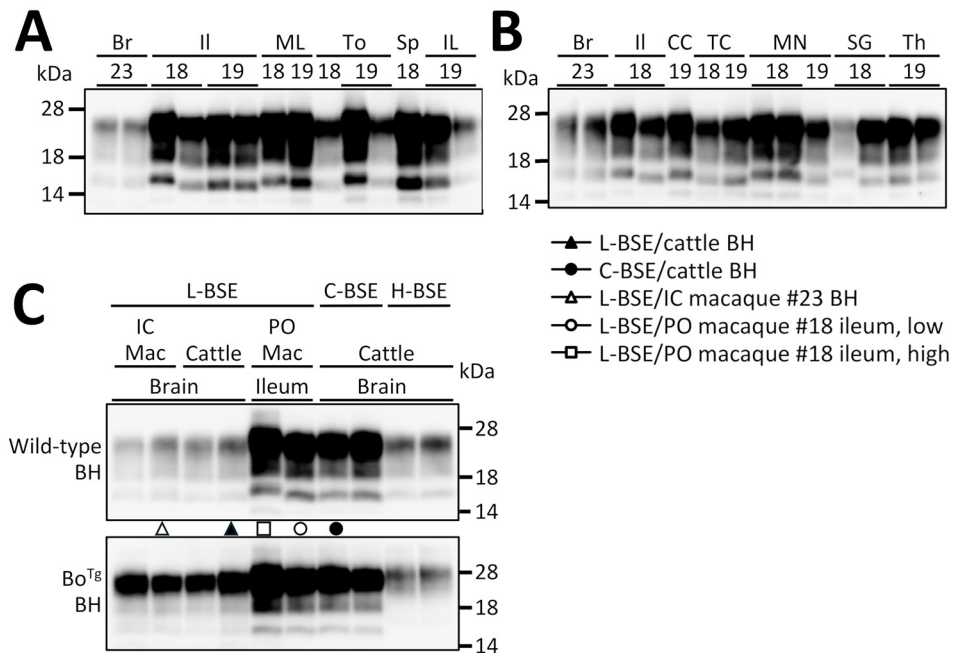 A
Br Il ML To Sp IL
kDa 23 18 19 18 19 18 19 18 19
28
18
14
B
Br Il CC TC MN SG Th
kDa 23 18 19 18 19 18 19 18 19
28
18
14
L-BSE/cattle BH
C-BSE/cattle BH
L-BSE/IC macaque #23 BH
L-BSE/PO macaque #18 ileum, low
L-BSE/PO macaque #18 ileum, high
C
L-BSE C-BSE H-BSE
IC PO
Mac Cattle Mac Cattle
kDa
Brain Ileum Brain
Wild-type
BH
28
18
14
Bo^Tg
BH
28
18
14